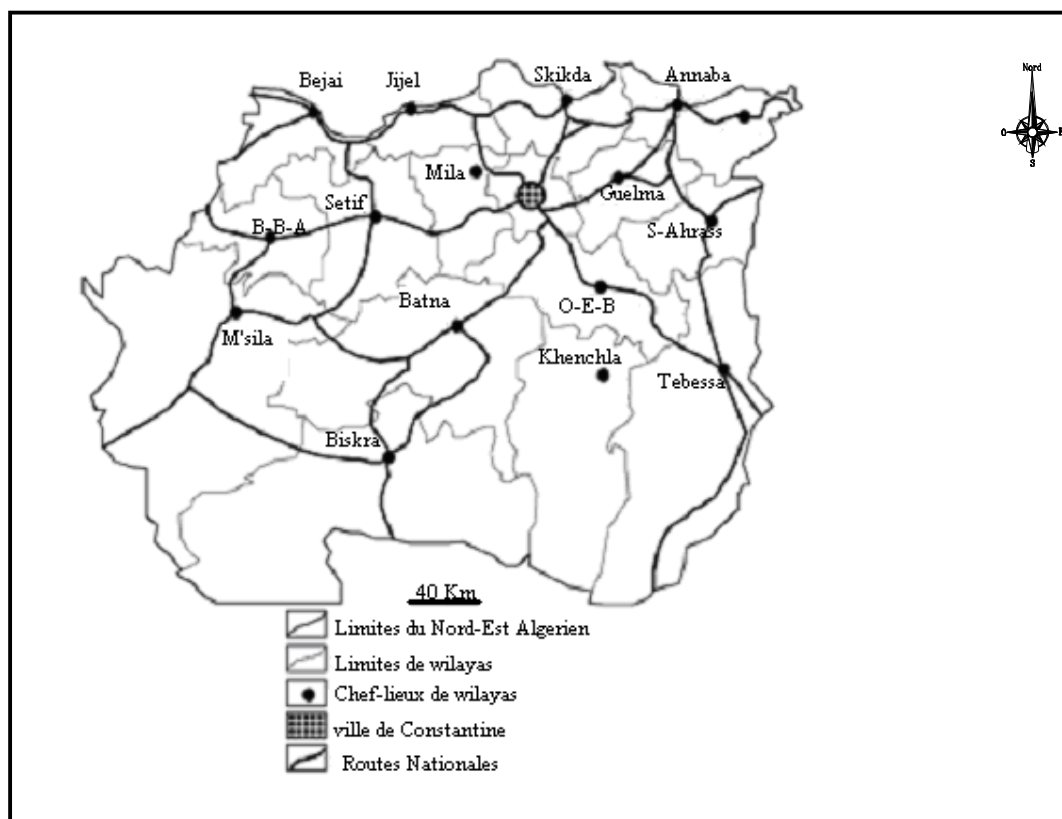 Nord
O
S
Bejai
Jijel
Skikda
Annaba
Mila
Guelma
Setif
B-B-A
S-Ahrass
Batna
O-E-B
M'sila
Khenchla
Tebessa
Biskra
40 Km
Limites du Nord-Est Algerien
Limites de wilayas
Chef-lieux de wilayas
ville de Constantine
Routes Nationales